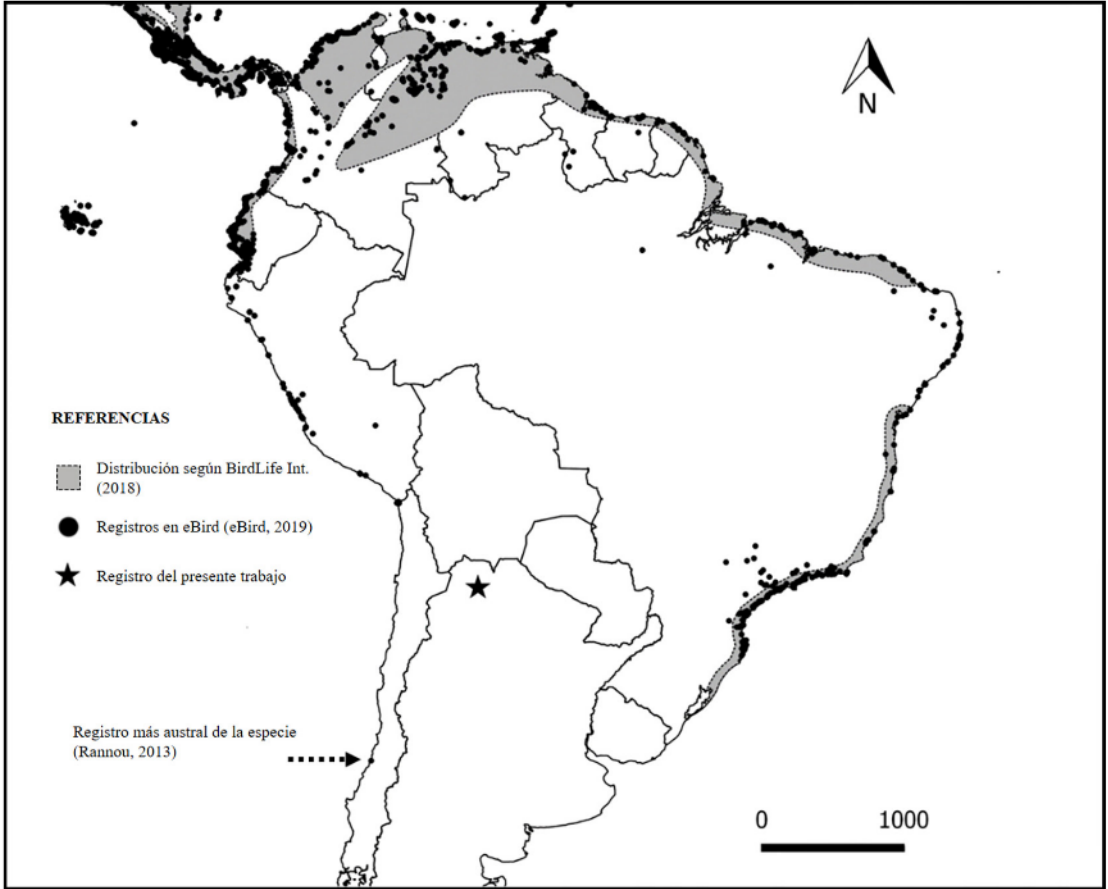 N
REFERENCIAS
Distribución según BirdLife Int.
(2018)
Registros en eBird (eBird, 2019)
Registro del presente trabajo
Registro más austral de la especie
(Rannou, 2013)
0 1000